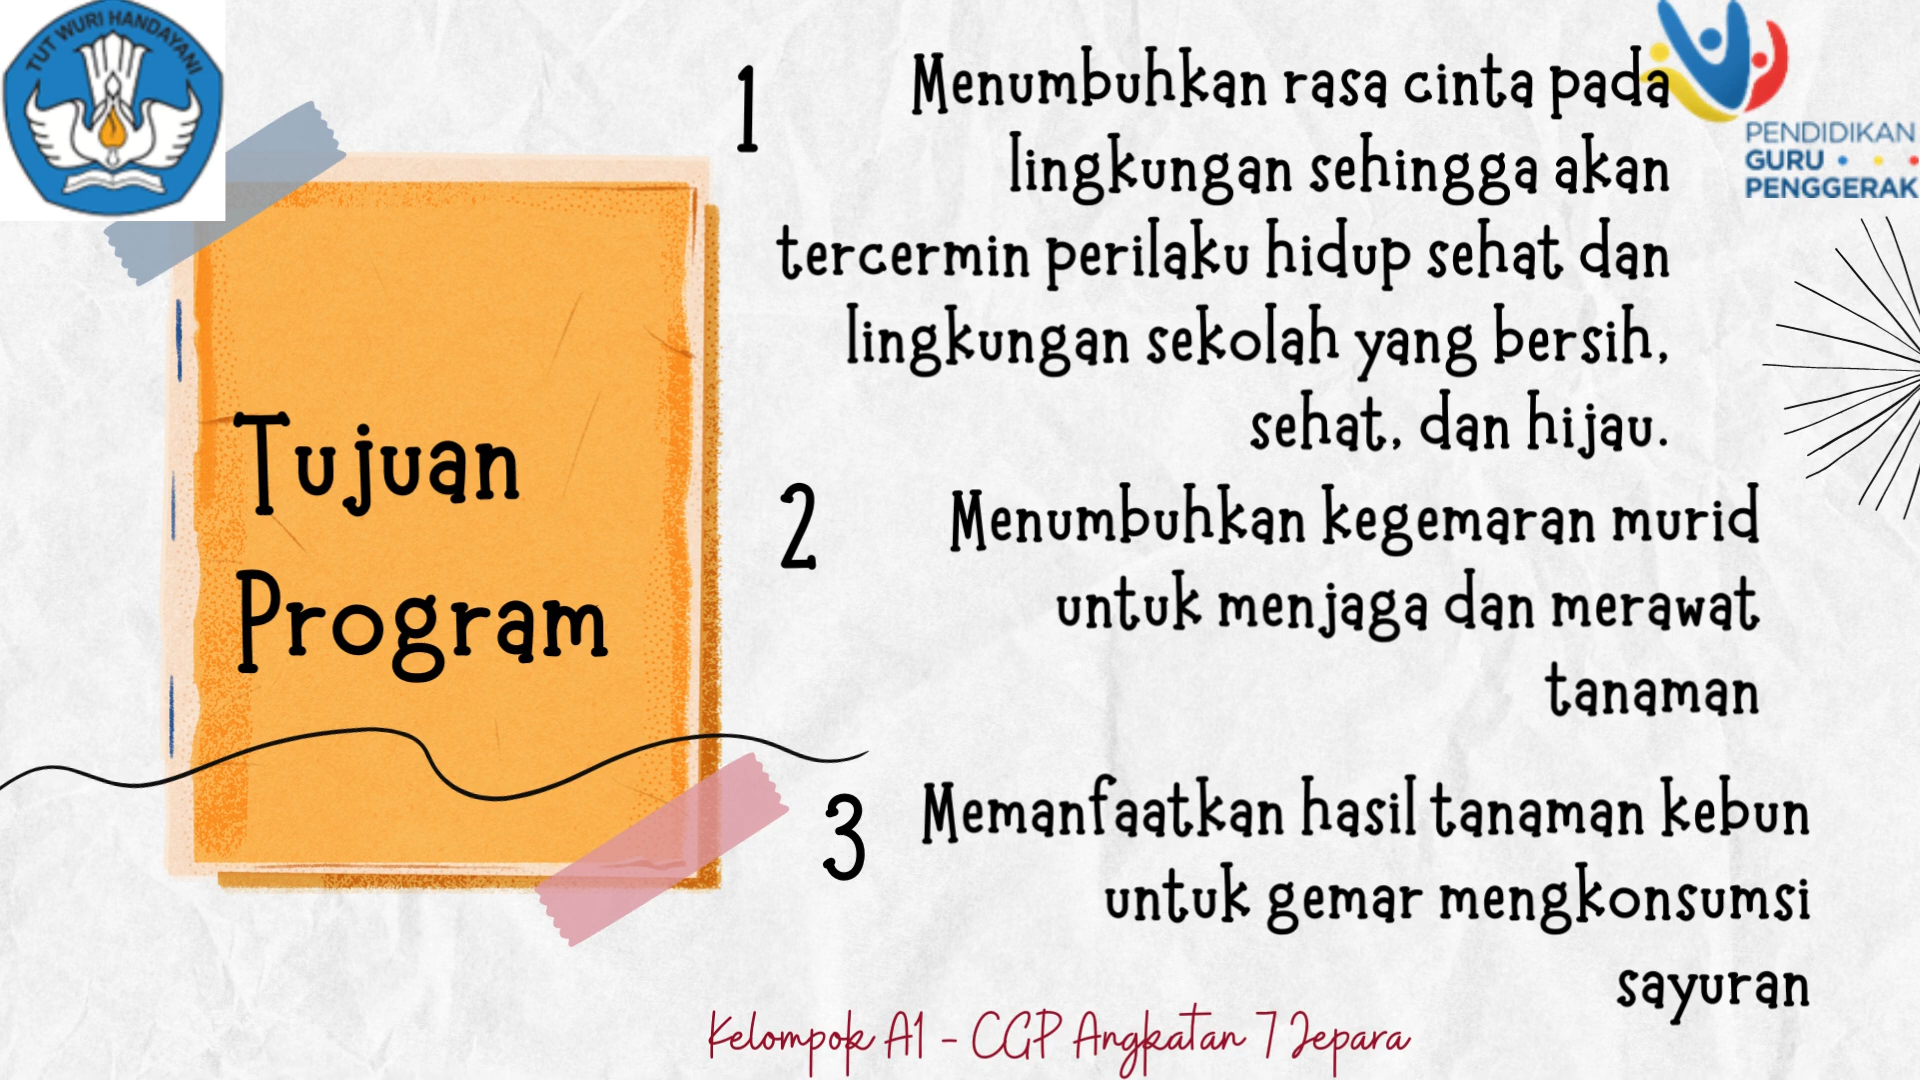 TUT WURI HANDAYANI
PENDIDIKAN
GURU
PENGGERAK
Tujuan
Program
1
Menumbuhkan rasa cinta pada
lingkungan sehingga akan
tercermin perilaku hidup sehat dan
lingkungan sekolah yang bersih,
sehat, dan hijau.
2
Menumbuhkan kegemaran murid
untuk menjaga dan merawat
tanaman
3
Memanfaatkan hasil tanaman kebun
untuk gemar mengkonsumsi
sayuran
Kelompok A1 - CGP Angkatan 7 Jepara